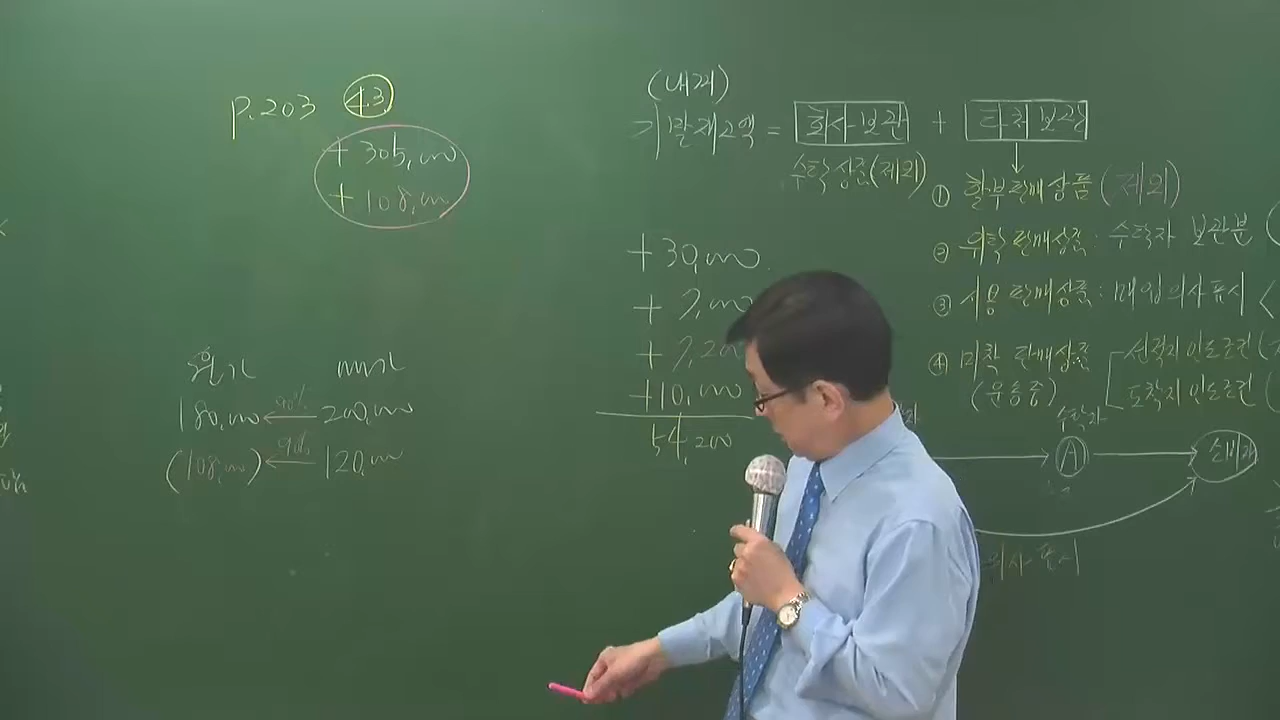 P.203 4.3
+ 305,000
+ 108,000
원가 매가
180,000 ← 90% 200,000
(108,000) ← 90% 120,000
(내꺼)
기말재고액 = 회사보관 + 타처보관
수탁상품(제외)
① 할부판매상품(제외)
② 위탁판매상품: 수탁자 보관분 (
③ 시용판매상품: 매입의사표시
④ 미착 판매상품 선적지인도조건(
(운송중) 도착지인도조건(
+30,000
+10,000
54,200
수탁자
A 소비자
의사표시